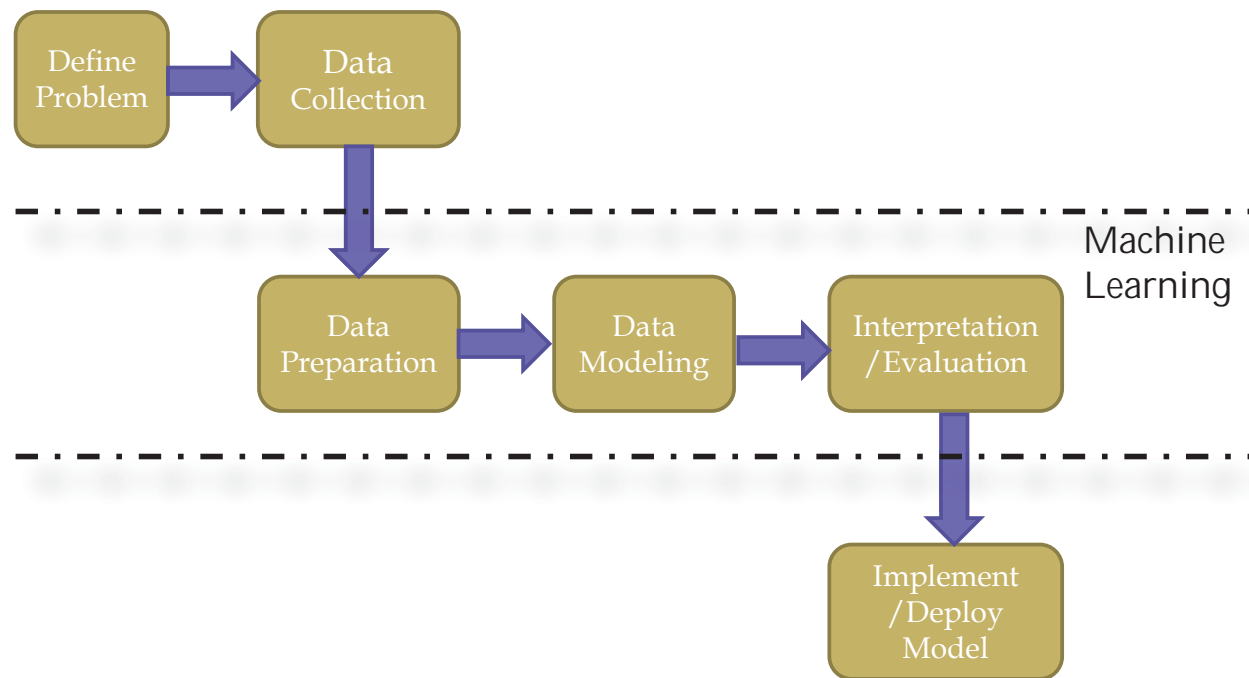 Define
Problem
Data
Collection
Machine
Learning
Data
Preparation
Data
Modeling
Interpretation
/Evaluation
Implement
/Deploy
Model